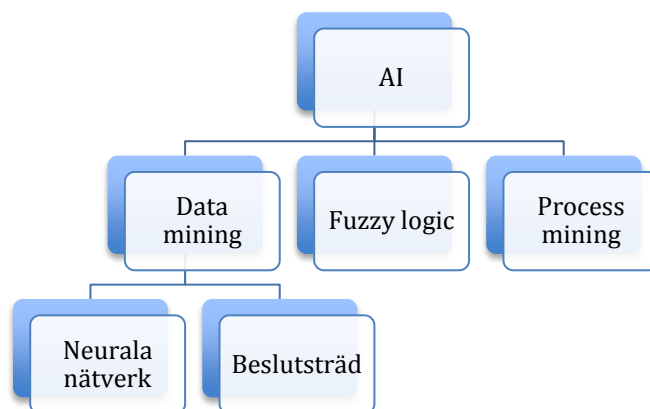 AI
Data
mining
Fuzzy logic
Process
mining
Neurala
nätverk
Beslutsträd